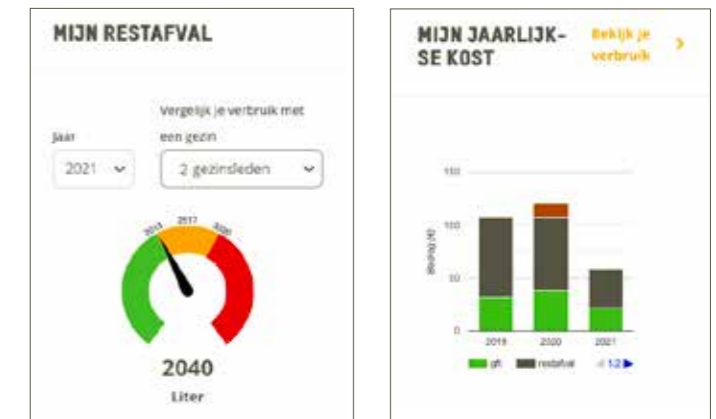 MIJN RESTAFVAL
Vergelijk je verbruik met
Jaar
een gezin
2021
2 gezinsleden
2517
2040
Liter
MIJN JAARLIJK-
SE KOST
Bekijk je
verbruik
150
100
50
0
2019
2020
2021
gft
restafval
1/2